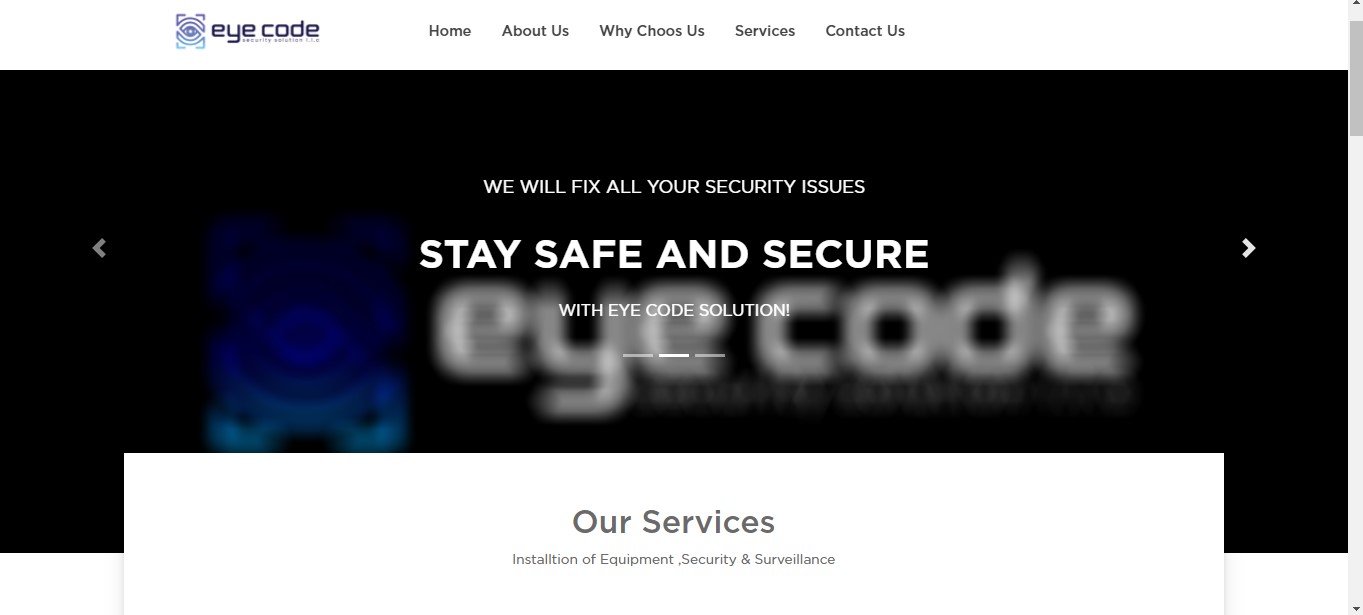 eye code
security solution l.l.c
Home
About Us
Why Choos Us
Services
Contact Us
WE WILL FIX ALL YOUR SECURITY ISSUES
STAY SAFE AND SECURE
WITH EYE CODE SOLUTION!
eye code
Our Services
Installtion of Equipment ,Security & Surveillance